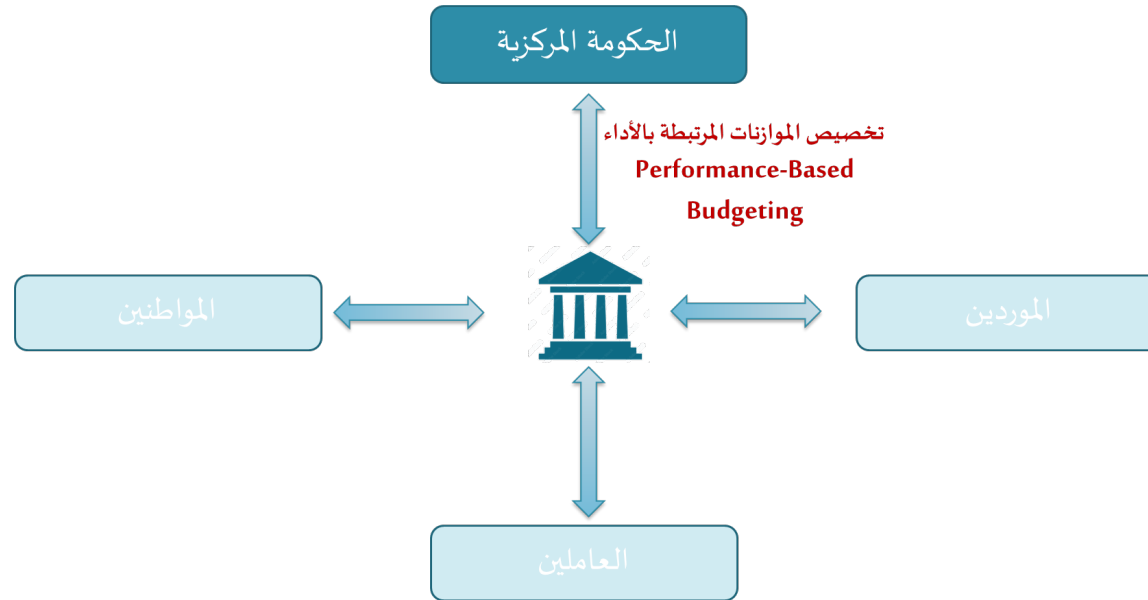 الحكومة المركزية
تخصيص الموازنات المرتبطة بالأداء
Performance-Based
Budgeting
الموردين
المواطنين
العاملين